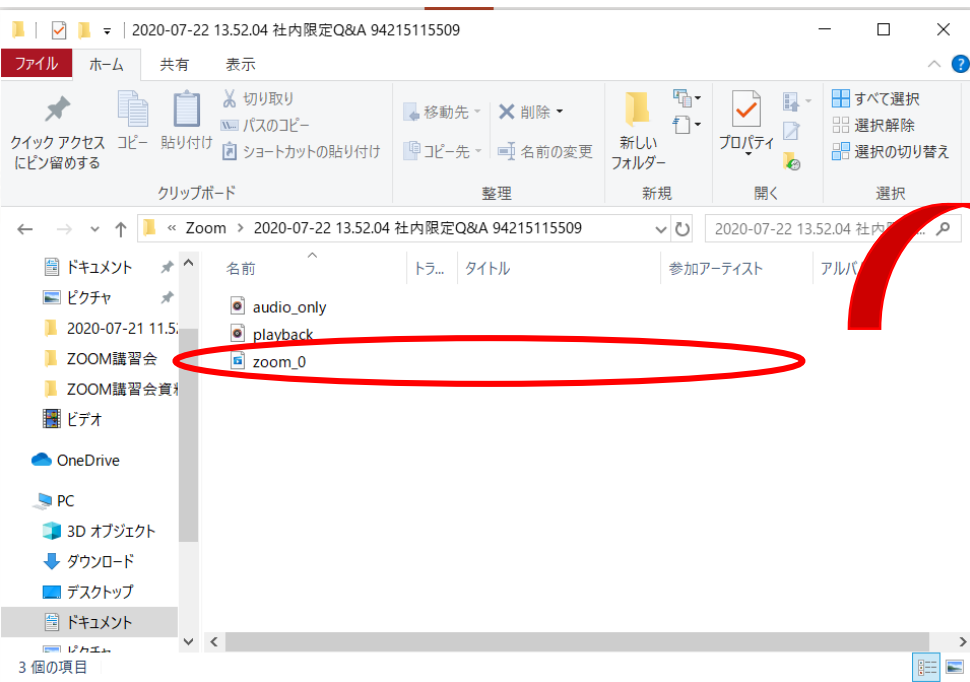 2020-07-22 13.52.04 社内限定Q&A 94215115509
ファイル ホーム 共有 表示
クイック アクセス
にピン留めする
コピー
貼り付け
切り取り
パスのコピー
ショートカットの貼り付け
クリップボード
移動先
コピー先
削除
名前の変更
整理
新しい
フォルダー
新規
プロパティ
開く
すべて選択
選択解除
選択の切り替え
選択
« Zoom > 2020-07-22 13.52.04 社内限定Q&A 94215115509
2020-07-22 13.52.04 社内
ドキュメント
ピクチャ
2020-07-21 11.5
ZOOM講習会
ZOOM講習会資
ビデオ
OneDrive
PC
3D オブジェクト
ダウンロード
デスクトップ
ドキュメント
ピクチャ
名前 トラ... タイトル 参加アーティスト アルバ
audio_only
playback
zoom_0
3 個の項目